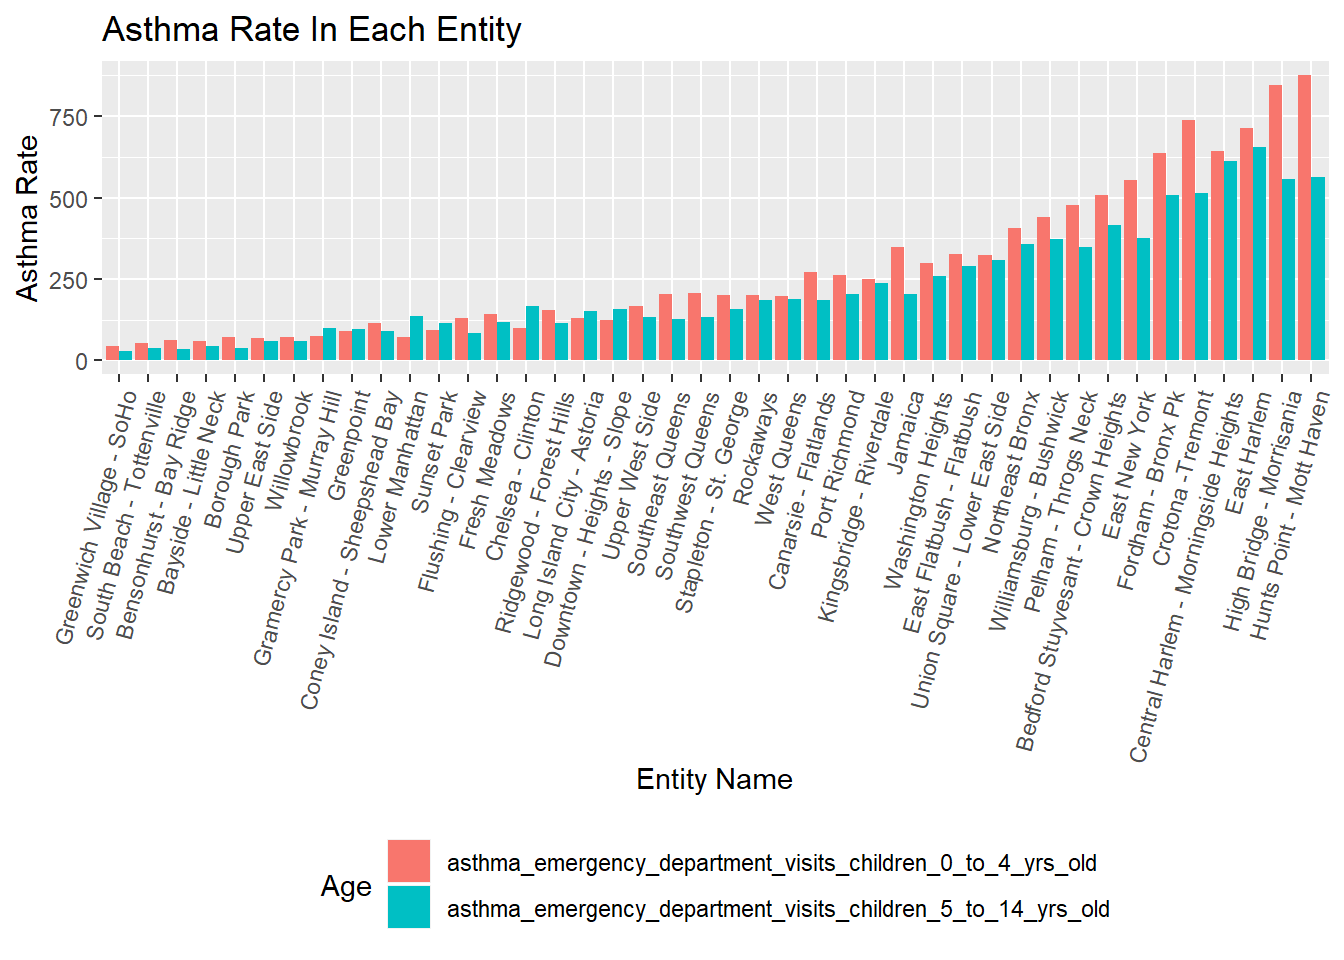 Asthma Rate In Each Entity
Asthma Rate
750
500
250
0
Greenwich Village - SoHo
South Beach - Tottenville
Bensonhurst - Bay Ridge
Bayside - Little Neck
Borough Park
Upper East Side
Willowbrook
Gramercy Park - Murray Hill
Greenpoint
Coney Island - Sheepshead Bay
Lower Manhattan
Sunset Park
Flushing - Clearview
Fresh Meadows
Chelsea - Clinton
Ridgewood - Forest Hills
Long Island City - Astoria
Downtown - Heights - Slope
Upper West Side
Southeast Queens
Southwest Queens
Stapleton - St. George
Rockaways
West Queens
Canarsie - Flatlands
Port Richmond
Kingsbridge - Riverdale
Jamaica
Washington Heights
East Flatbush - Flatbush
Union Square - Lower East Side
Northeast Bronx
Williamsburg - Bushwick
Pelham - Throgs Neck
Bedford Stuyvesant - Crown Heights
East New York
Fordham - Bronx Pk
Crotona - Tremont
Central Harlem - Morningside Heights
East Harlem
High Bridge - Morrisania
Hunts Point - Mott Haven
Entity Name
Age
asthma_emergency_department_visits_children_0_to_4_yrs_old
asthma_emergency_department_visits_children_5_to_14_yrs_old